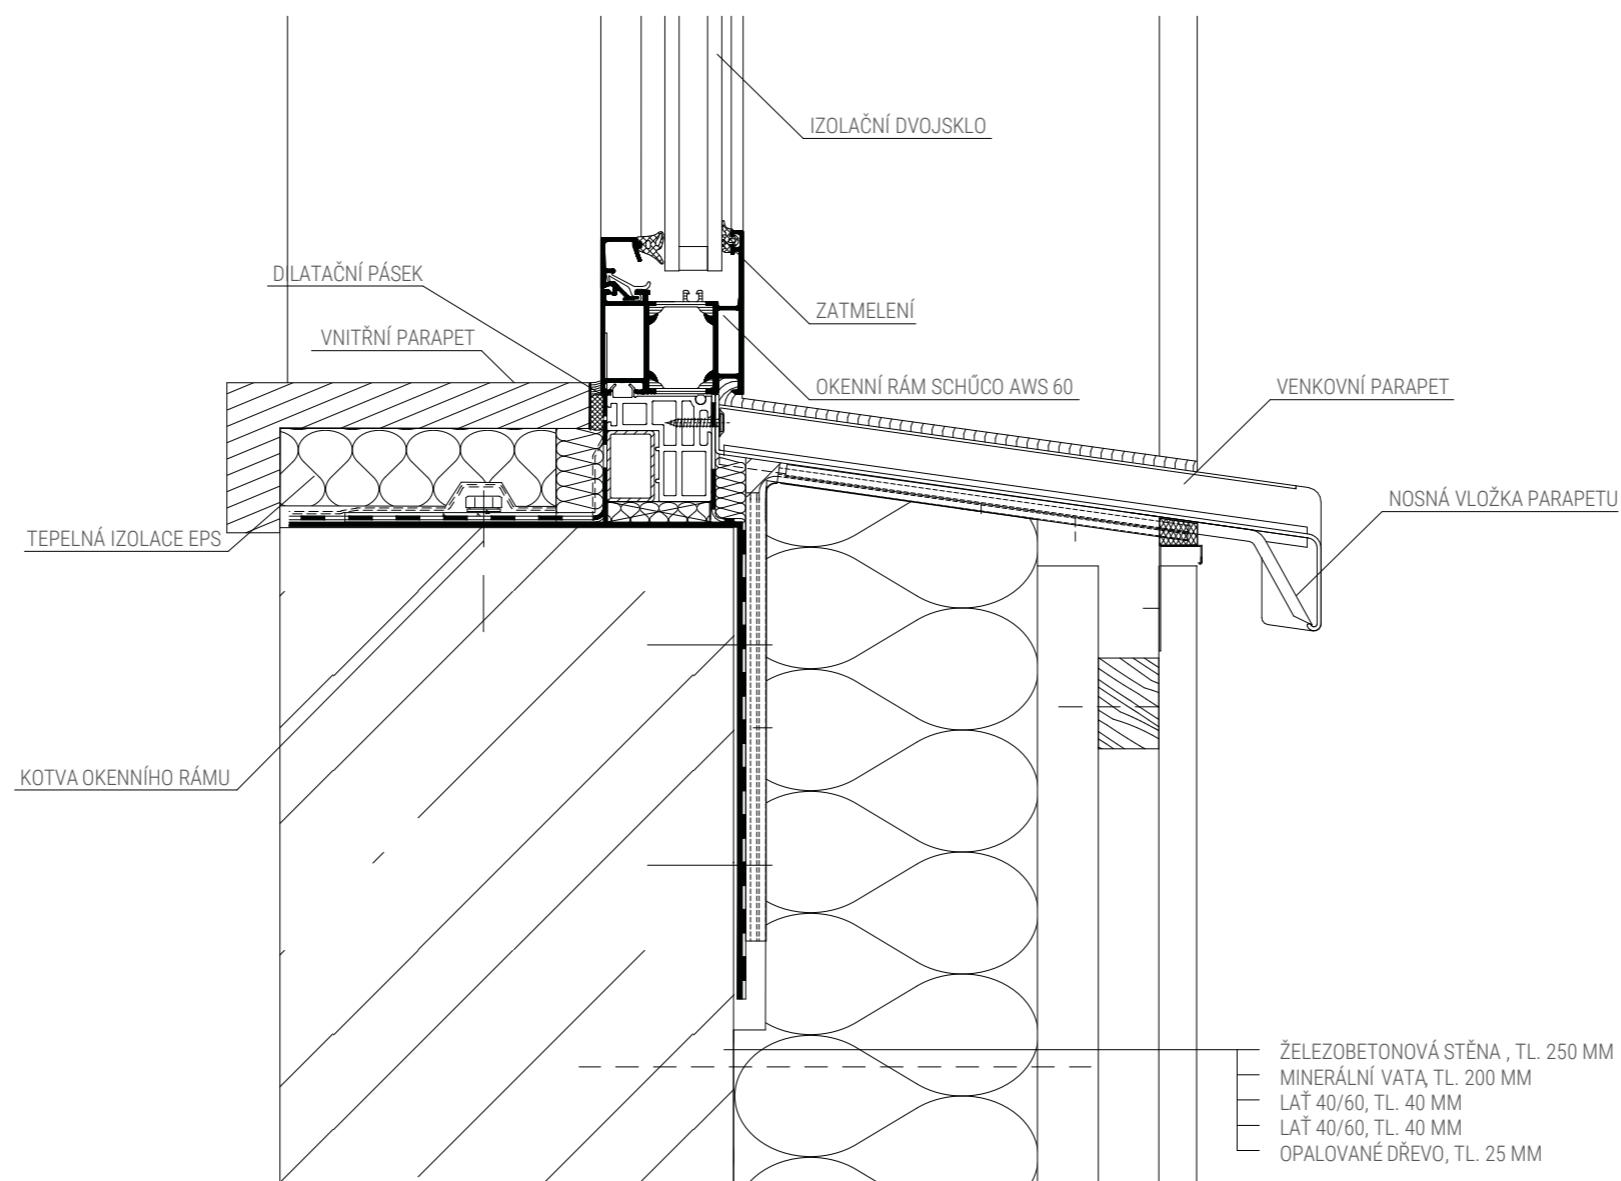 IZOLAČNÍ DVOJSKLO
DILATAČNÍ PÁSEK
ZATMELENÍ
VNITŘNÍ PARAPET
OKENNÍ RÁM SCHŰCO AWS 60
VENKOVNÍ PARAPET
NOSNÁ VLOŽKA PARAPETU
TEPELNÁ IZOLACE EPS
KOTVA OKENNÍHO RÁMU
ŽELEZOBETONOVÁ STĚNA , TL. 250 MM
MINERÁLNÍ VATA, TL. 200 MM
LAŤ 40/60, TL. 40 MM
LAŤ 40/60, TL. 40 MM
OPALOVANÉ DŘEVO, TL. 25 MM